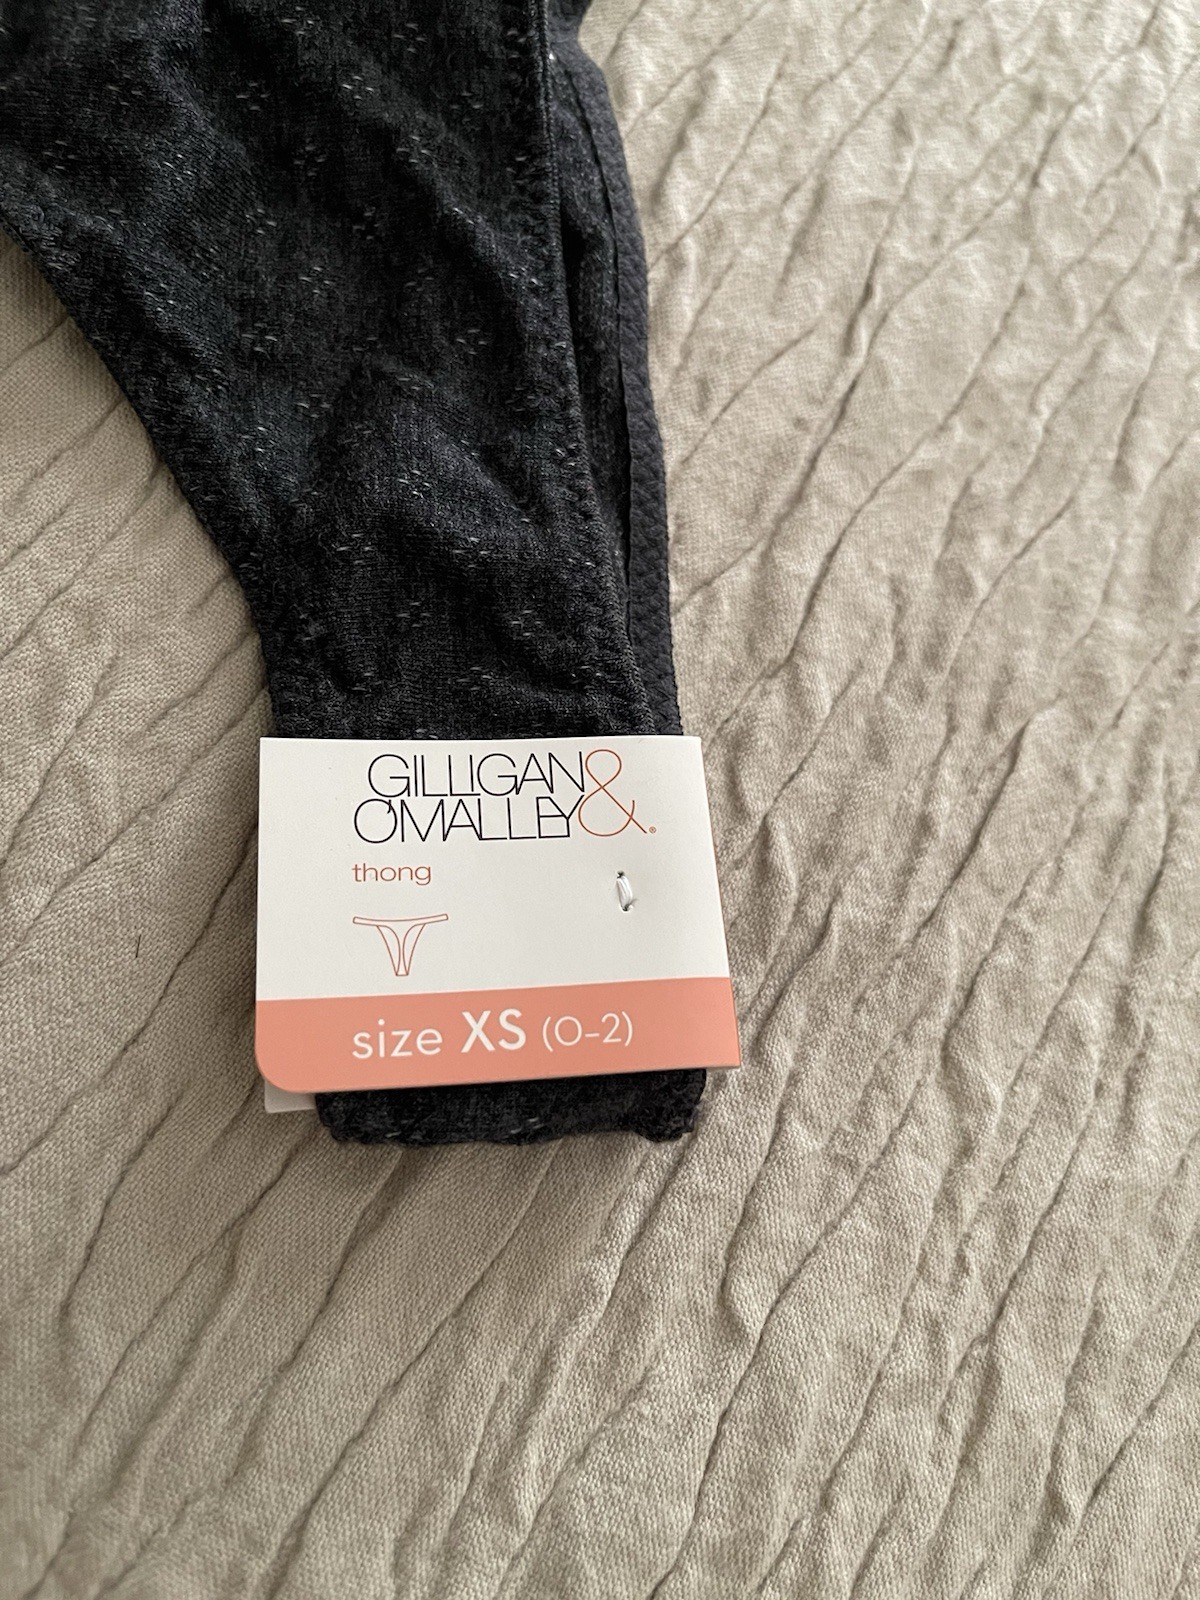 GILLIGAN &
O'MALLEY®
thong
size XS (0-2)